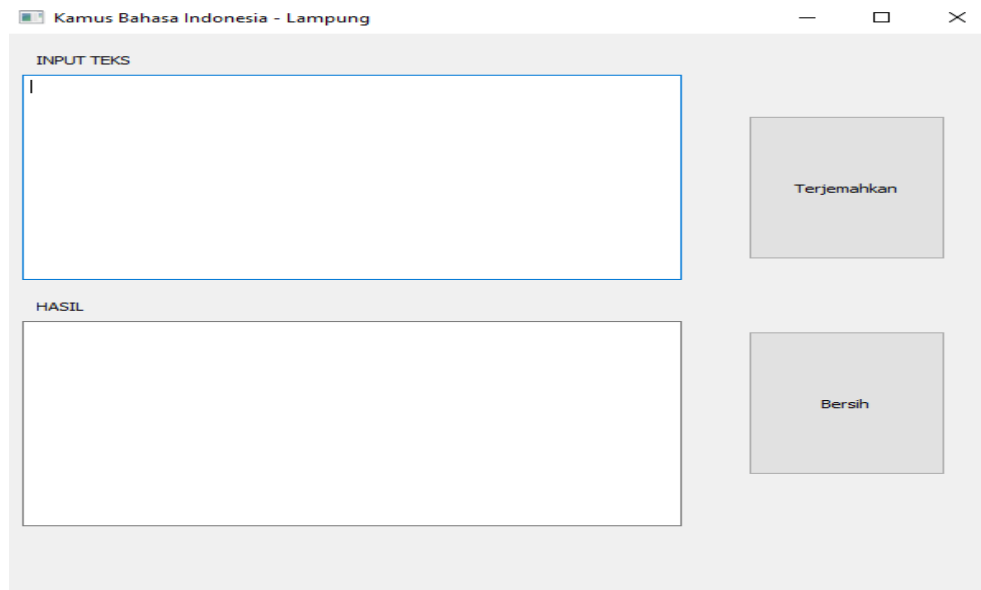 Kamus Bahasa Indonesia - Lampung
INPUT TEKS
Terjemahkan
HASIL
Bersih